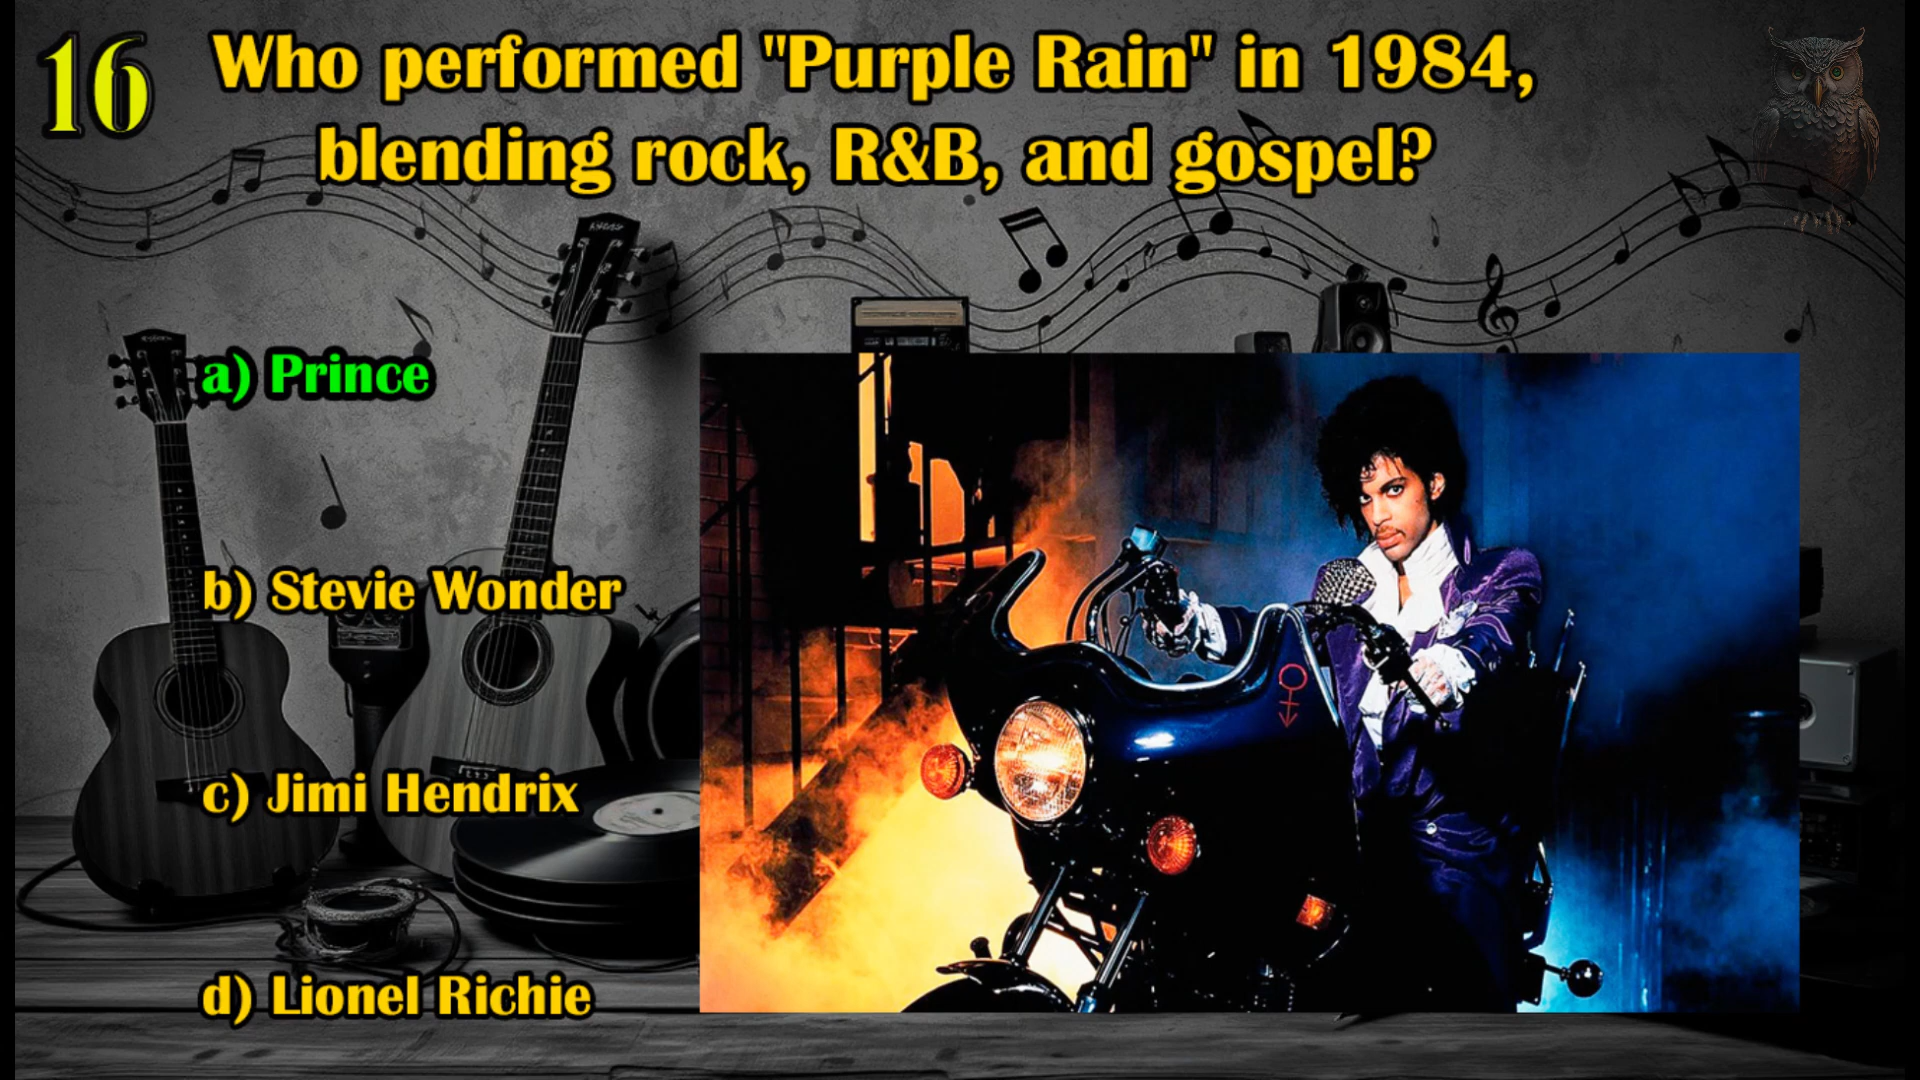 16
Who performed "Purple Rain" in 1984,
blending rock, R&B, and gospel?
a) Prince
b) Stevie Wonder
c) Jimi Hendrix
d) Lionel Richie